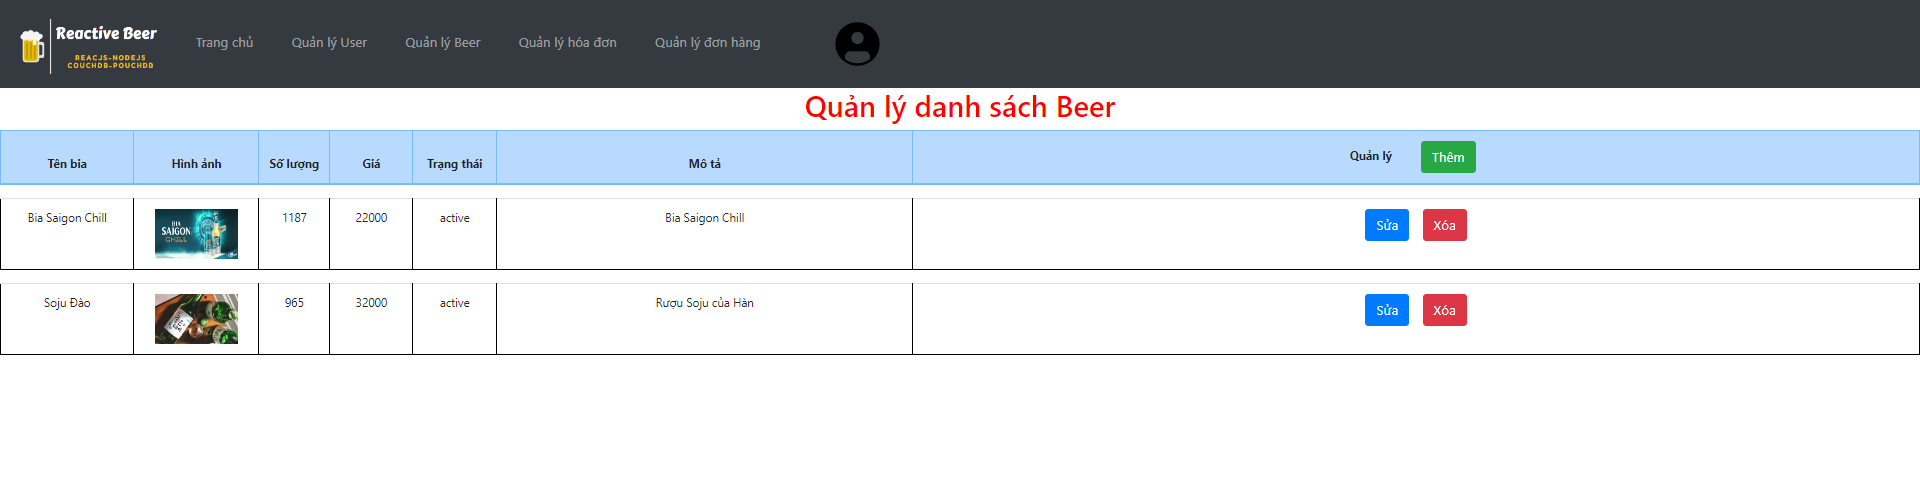 Reactive Beer
REACJS-NODEJS
COUCHDB-POUCHDB
Trang chủ Quản lý User Quản lý Beer Quản lý hóa đơn Quản lý đơn hàng
Quản lý danh sách Beer
Tên bia Hình ảnh Số lượng Giá Trạng thái Mô tả Quản lý Thêm
Bia Saigon Chill 1187 22000 active Bia Saigon Chill Sửa Xóa
BIA
SAIGON
CHILL
Soju Đào 965 32000 active Rượu Soju của Hàn Sửa Xóa